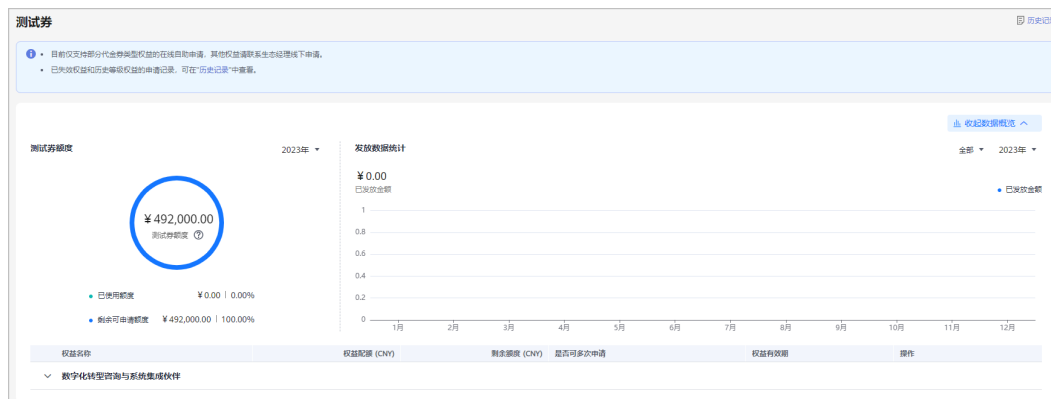 测试券
历史记
目前仅支持部分代金券类型权益的在线自助申请，其他权益请联系生态经理线下申请。
已失效权益和历史等级权益的申请记录，可在"历史记录"中查看。
收起数据概览
测试券额度
2023年
发放数据统计
全部
2023年
¥ 0.00
已发放金额
已发放金额
¥ 492,000.00
测试券额度
已使用额度 ¥ 0.00 | 0.00%
剩余可申请额度 ¥ 492,000.00 | 100.00%
1
0.8
0.6
0.4
0.2
0
1月 2月 3月 4月 5月 6月 7月 8月 9月 10月 11月 12月
权益名称 权益配额 (CNY) 剩余额度 (CNY) 是否可多次申请 权益有效期 操作
数字化转型咨询与系统集成伙伴